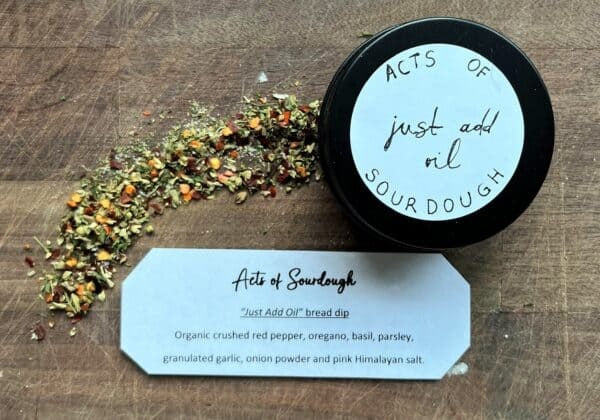 ACTS OF
just add
oil
SOURDOUGH
Acts of Sourdough
"Just Add Oil" bread dip
Organic crushed red pepper, oregano, basil, parsley,
granulated garlic, onion powder and pink Himalayan salt.